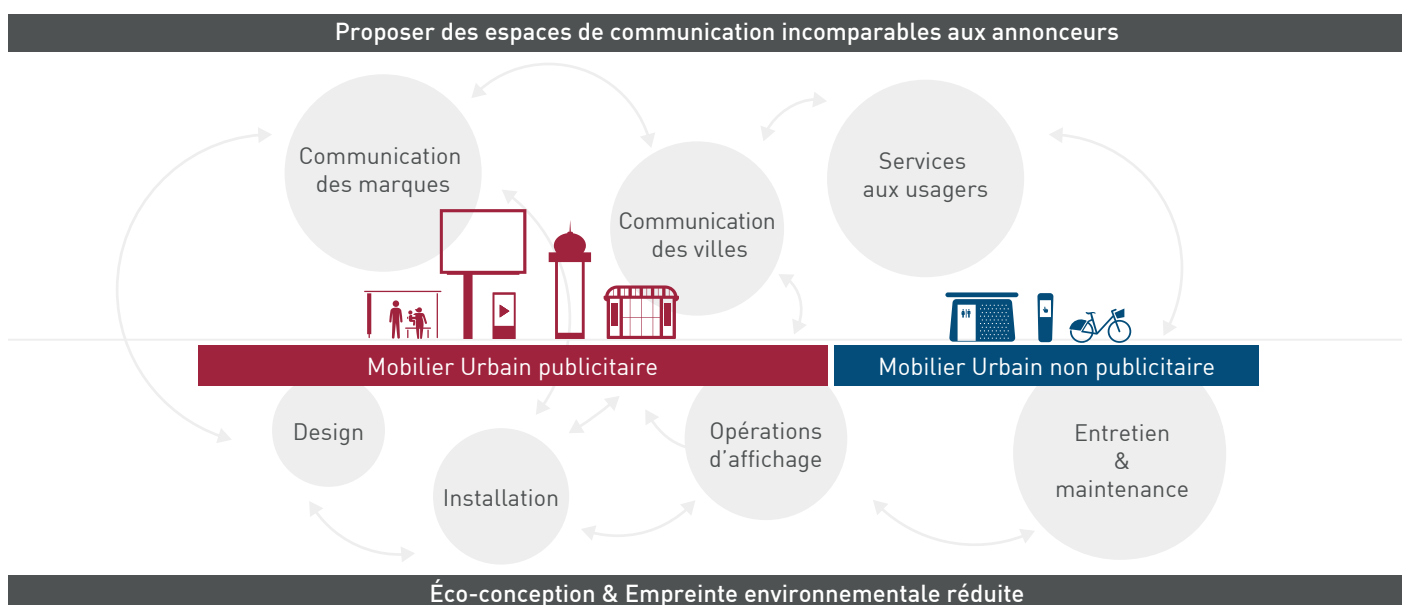 Proposer des espaces de communication incomparables aux annonceurs
Communication
des marques
Communication
des villes
Services
aux usagers
Mobilier Urbain publicitaire
Mobilier Urbain non publicitaire
Design
Installation
Opérations
d'affichage
Entretien
&
maintenance
Éco-conception & Empreinte environnementale réduite